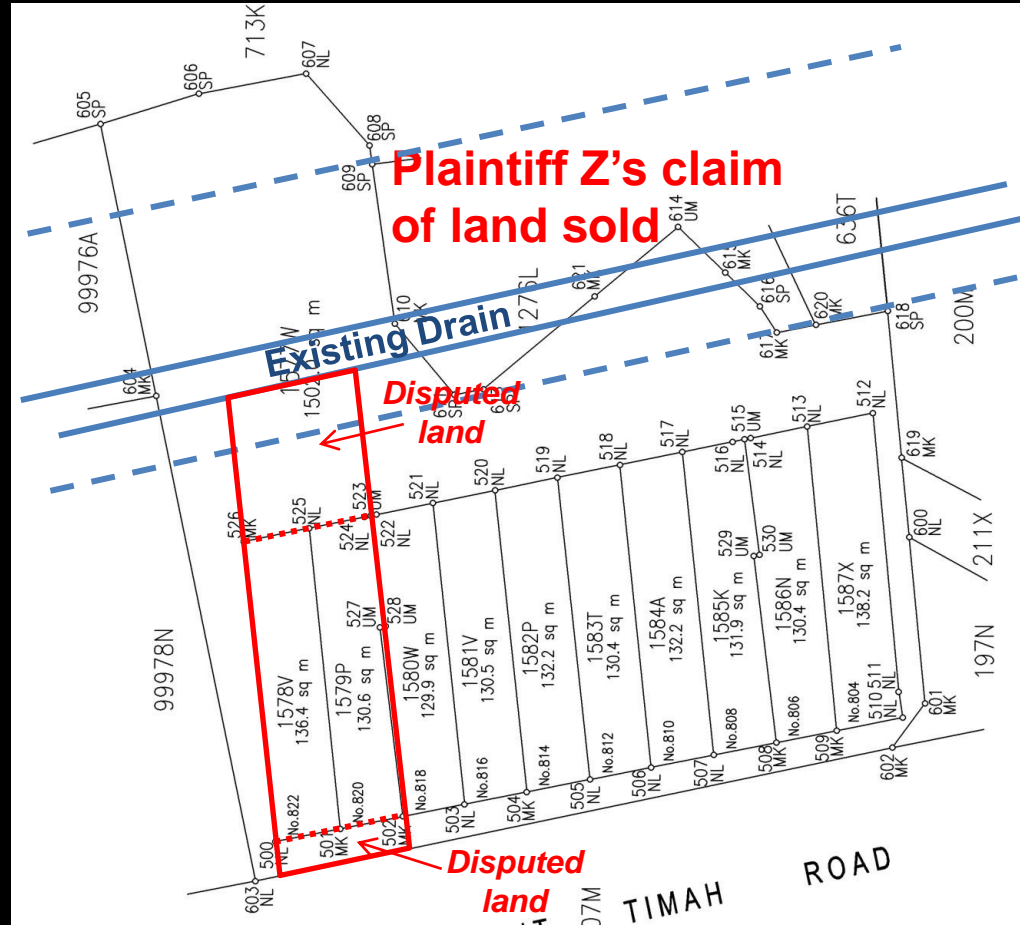 713K
607
NL
606
SP
605
SP
608
SP
609
SP
Plaintiff Z's claim
of land sold
614
UM
636T
613
MK
621
MK
616
SP
620
MK
617
MK
618
SP
99976A
610
1276L
200M
Existing Drain
604
MK
Disputed
land
512
NL
513
NL
515
UM
514
NL
516
NL
517
NL
518
NL
519
NL
520
NL
521
NL
522
NL
523
UM
524
NL
525
NL
526
MK
619
MK
600
NL
211X
529
UM
530
UM
527
UM
528
UM
99978N
1578V
136.4 sq m
1579P
130.6 sq m
1580W
129.9 sq m
1581V
130.5 sq m
1582P
132.2 sq m
1583T
130.4 sq m
1584A
132.2 sq m
1585K
131.9 sq m
1586N
130.4 sq m
1587X
138.2 sq m
197N
No.822
No.820
No.818
No.816
No.814
No.812
No.810
No.808
No.806
No.804
511
NL
510
NL
601
MK
602
MK
509
MK
508
MK
507
NL
506
NL
505
NL
504
MK
503
NL
502
MK
501
MK
500
NL
603
NL
Disputed
land
07M
TIMAH ROAD